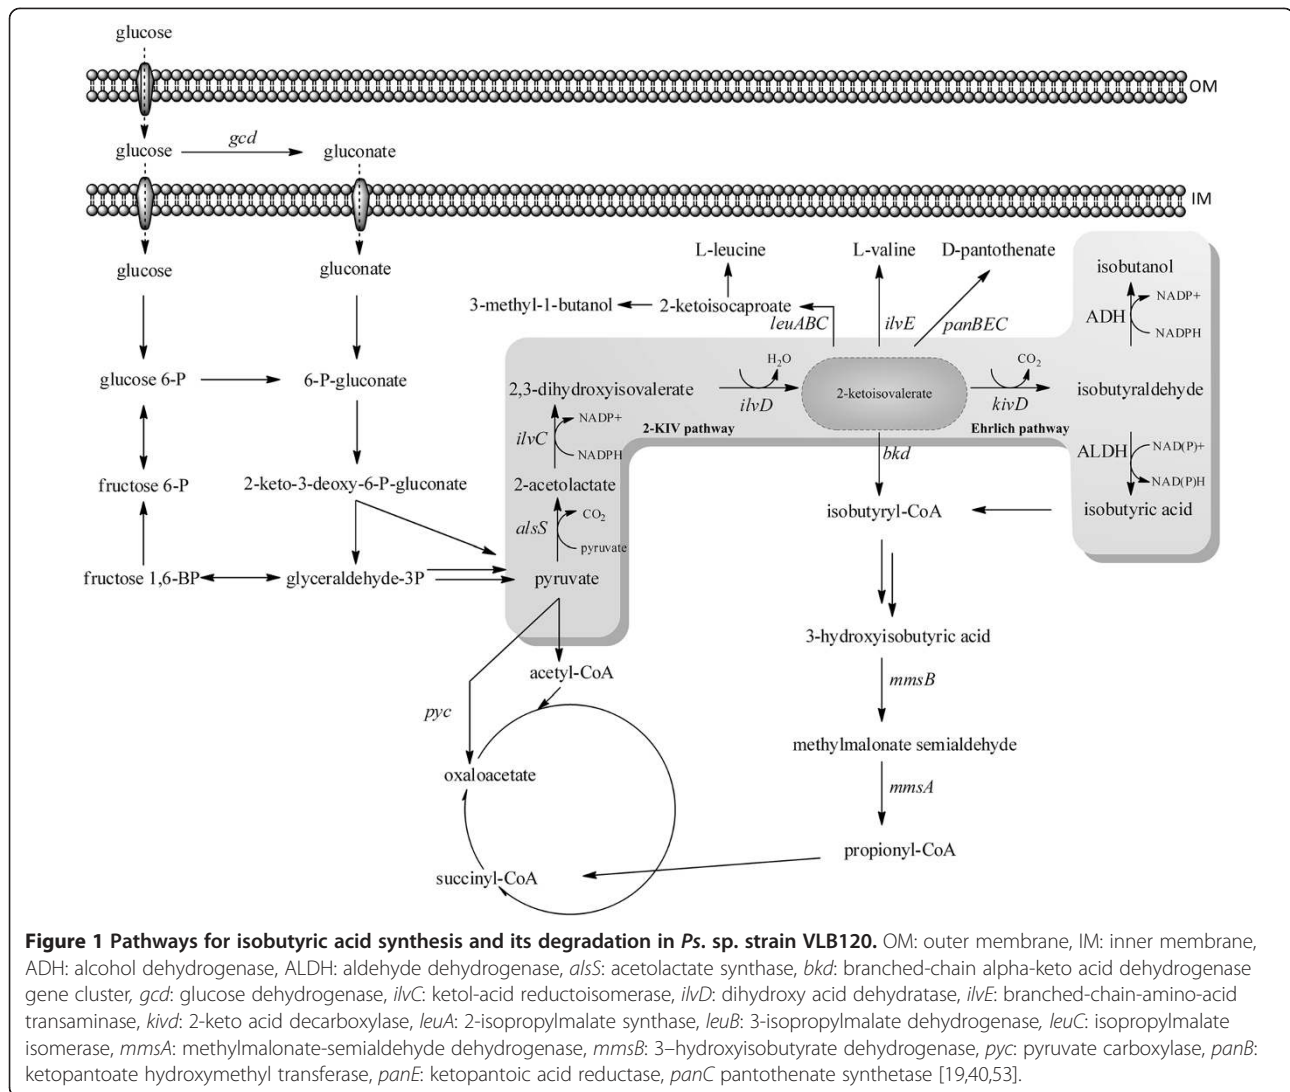 glucose
OM
glucose
gcd
gluconate
IM
glucose
gluconate
L-leucine
L-valine
D-pantothenate
isobutanol
3-methyl-1-butanol
2-ketoisocaproate
leuABC
ilvE
panBEC
ADH
NADP+
NADPH
glucose 6-P
6-P-gluconate
2,3-dihydroxyisovalerate
H2O
ilvD
2-ketoisovalerate
CO2
kivD
isobutyraldehyde
ilvC
NADP+
NADPH
2-KIV pathway
Ehrlich pathway
bkd
ALDH
NAD(P)+
NAD(P)H
fructose 6-P
2-keto-3-deoxy-6-P-gluconate
2-acetolactate
isobutyryl-CoA
isobutyric acid
alsS
CO2
pyruvate
fructose 1,6-BP
glyceraldehyde-3P
pyruvate
3-hydroxyisobutyric acid
acetyl-CoA
mmsB
pyc
methylmalonate semialdehyde
oxaloacetate
mmsA
propionyl-CoA
succinyl-CoA
Figure 1 Pathways for isobutyric acid synthesis and its degradation in Ps. sp. strain VLB120. OM: outer membrane, IM: inner membrane,
ADH: alcohol dehydrogenase, ALDH: aldehyde dehydrogenase, alsS: acetolactate synthase, bkd: branched-chain alpha-keto acid dehydrogenase
gene cluster, gcd: glucose dehydrogenase, ilvC: ketol-acid reductoisomerase, ilvD: dihydroxy acid dehydratase, ilvE: branched-chain-amino-acid
transaminase, kivd: 2-keto acid decarboxylase, leuA: 2-isopropylmalate synthase, leuB: 3-isopropylmalate dehydrogenase, leuC: isopropylmalate
isomerase, mmsA: methylmalonate-semialdehyde dehydrogenase, mmsB: 3–hydroxyisobutyrate dehydrogenase, pyc: pyruvate carboxylase, panB:
ketopantoate hydroxymethyl transferase, panE: ketopantoic acid reductase, panC pantothenate synthetase [19,40,53].